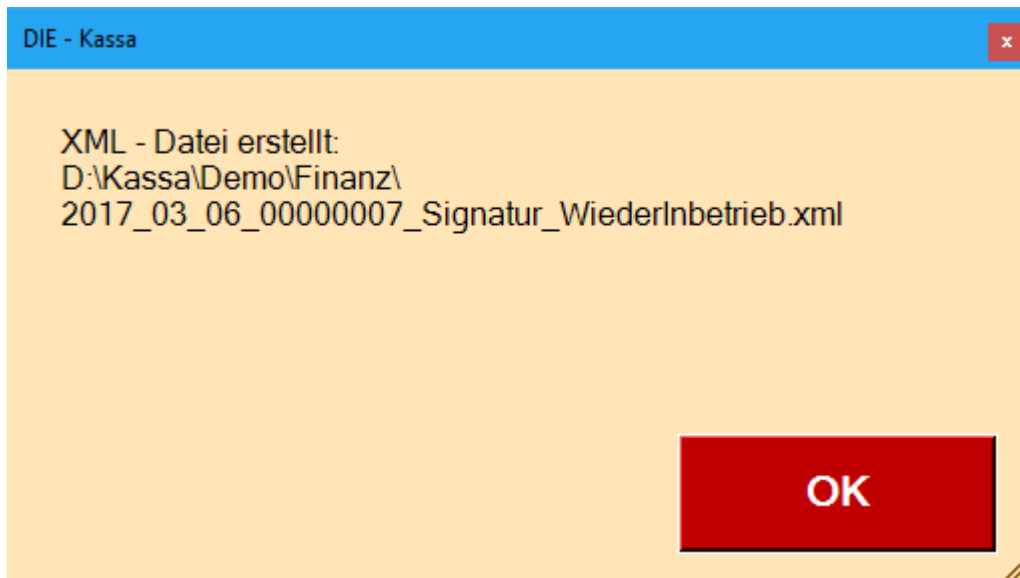 DIE - Kassa
x
XML - Datei erstellt:
D:\Kassa\Demo\Finanz\
2017_03_06_00000007_Signatur_WiederInbetrieb.xml
OK